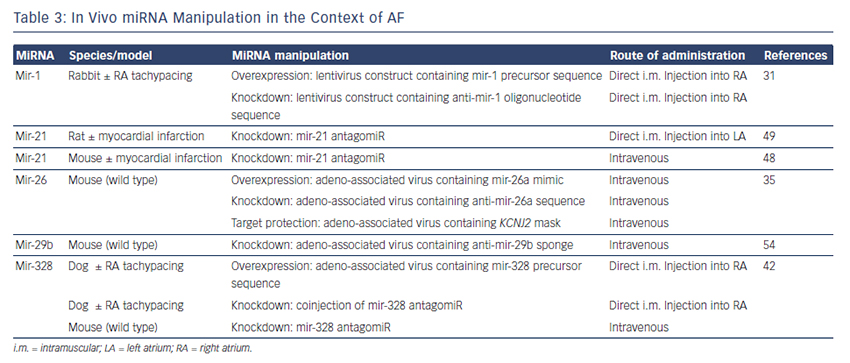 Table 3: In Vivo miRNA Manipulation in the Context of AF
MiRNA Species/model MiRNA manipulation Route of administration References
Mir-1 Rabbit ± RA tachypacing Overexpression: lentivirus construct containing mir-1 precursor sequence Direct i.m. Injection into RA 31
Knockdown: lentivirus construct containing anti-mir-1 oligonucleotide Direct i.m. Injection into RA
sequence
Mir-21 Rat ± myocardial infarction Knockdown: mir-21 antagomiR Direct i.m. Injection into LA 49
Mir-21 Mouse ± myocardial infarction Knockdown: mir-21 antagomiR Intravenous 48
Mir-26 Mouse (wild type) Overexpression: adeno-associated virus containing mir-26a mimic Intravenous 35
Knockdown: adeno-associated virus containing anti-mir-26a sequence Intravenous
Target protection: adeno-associated virus containing KCNJ2 mask Intravenous
Mir-29b Mouse (wild type) Knockdown: adeno-associated virus containing anti-mir-29b sponge Intravenous 54
Mir-328 Dog ± RA tachypacing Overexpression: adeno-associated virus containing mir-328 precursor Direct i.m. Injection into RA 42
sequence
Dog ± RA tachypacing Knockdown: coinjection of mir-328 antagomiR Direct i.m. Injection into RA
Mouse (wild type) Knockdown: mir-328 antagomiR Intravenous
i.m. = intramuscular; LA = left atrium; RA = right atrium.